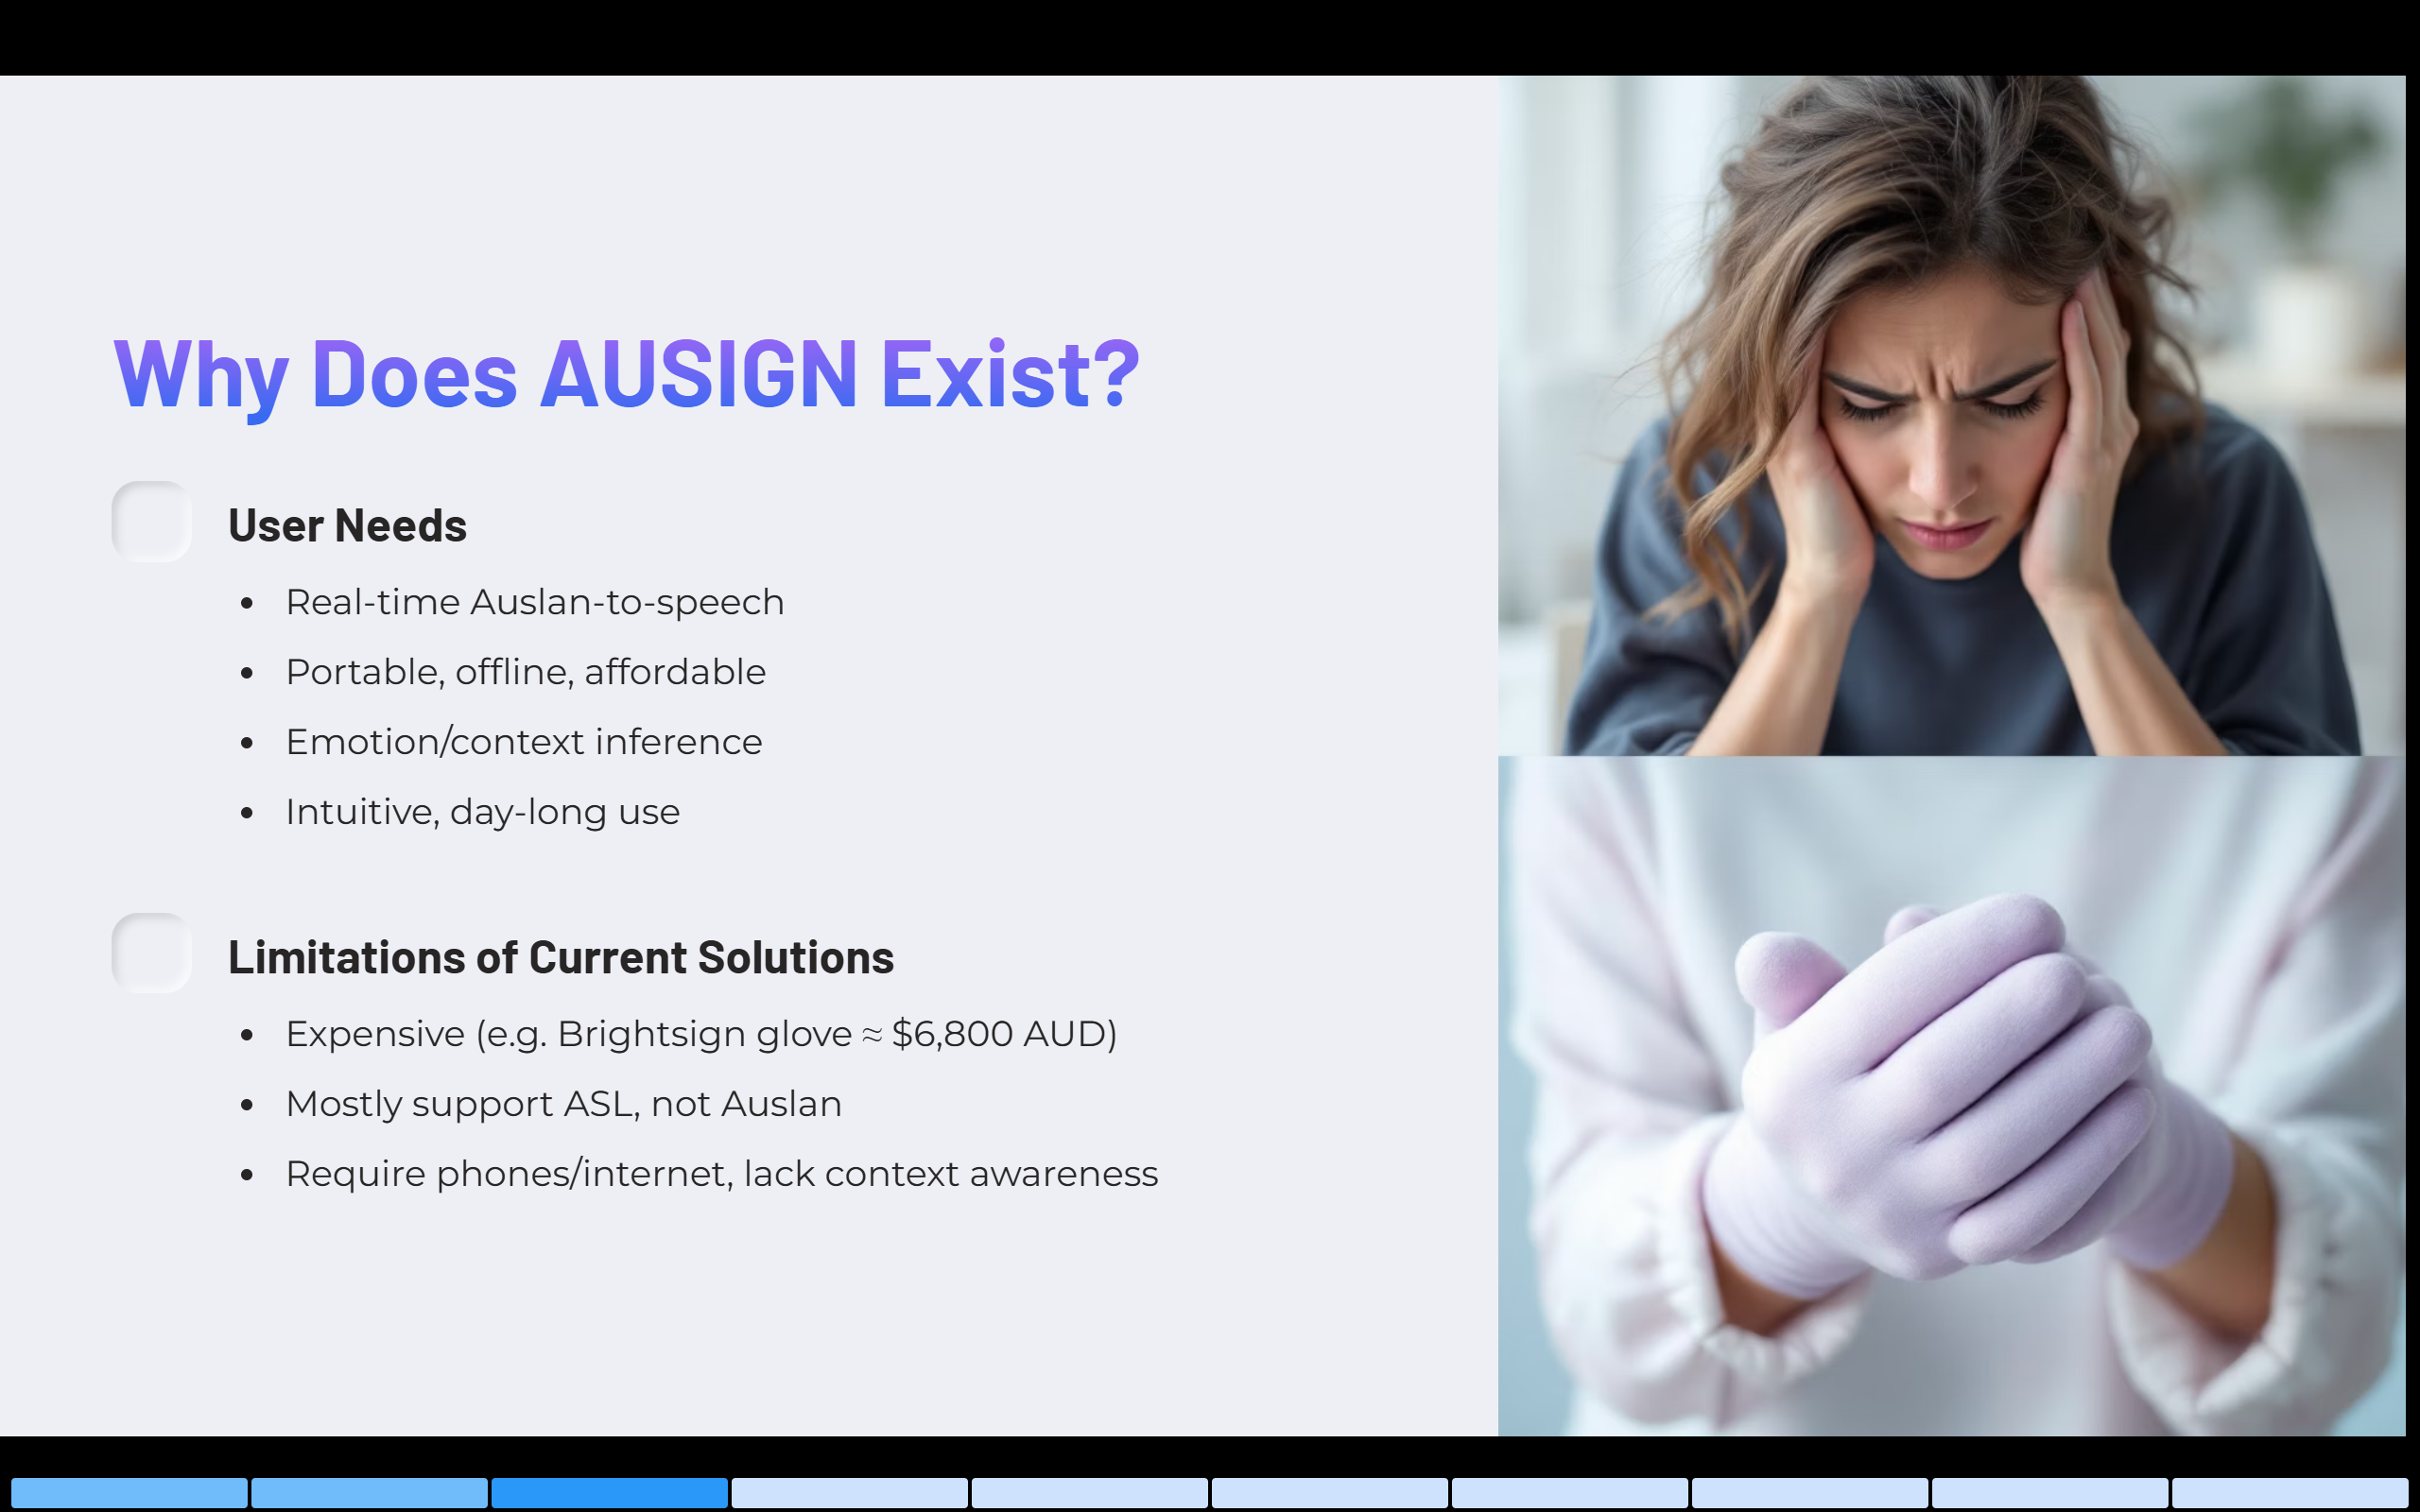 Why Does AUSIGN Exist?
User Needs
• Real-time Auslan-to-speech
• Portable, offline, affordable
• Emotion/context inference
• Intuitive, day-long use
Limitations of Current Solutions
• Expensive (e.g. Brightsign glove ≈ $6,800 AUD)
• Mostly support ASL, not Auslan
• Require phones/internet, lack context awareness